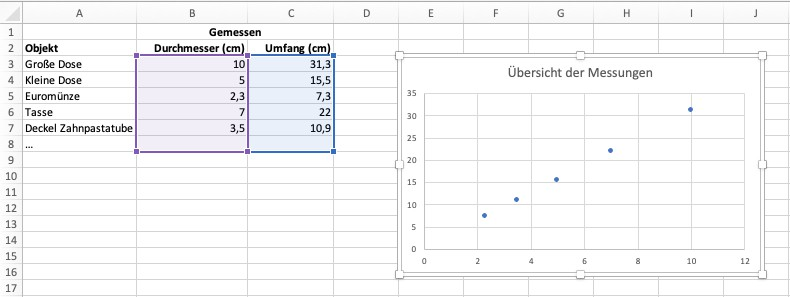 A B C D E F G H I J
1 Gemessen
2 Objekt Durchmesser (cm) Umfang (cm)
3 Große Dose 10 31,3
4 Kleine Dose 5 15,5
5 Euromünze 2,3 7,3
6 Tasse 7 22
7 Deckel Zahnpastatube 3,5 10,9
8 ...
9
10
11
12
13
14
15
16
17
Übersicht der Messungen
35
30
25
20
15
10
5
0
0 2 4 6 8 10 12